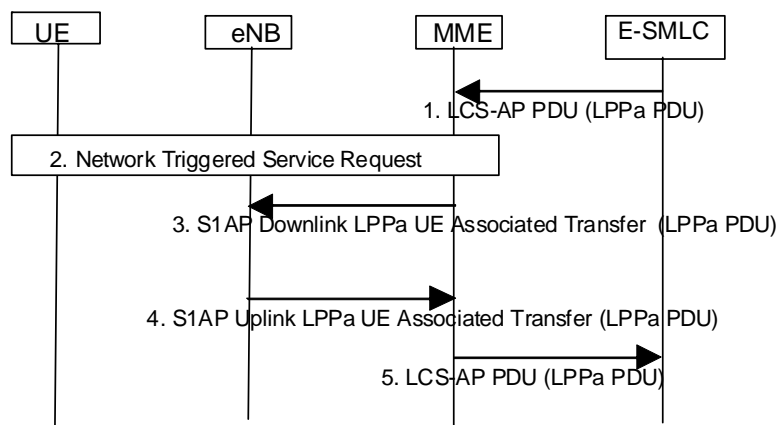 UE eNB MME E-SMLC
1. LCS-AP PDU (LPPa PDU)
2. Network Triggered Service Request
3. S1AP Downlink LPPa UE Associated Transfer (LPPa PDU)
4. S1AP Uplink LPPa UE Associated Transfer (LPPa PDU)
5. LCS-AP PDU (LPPa PDU)